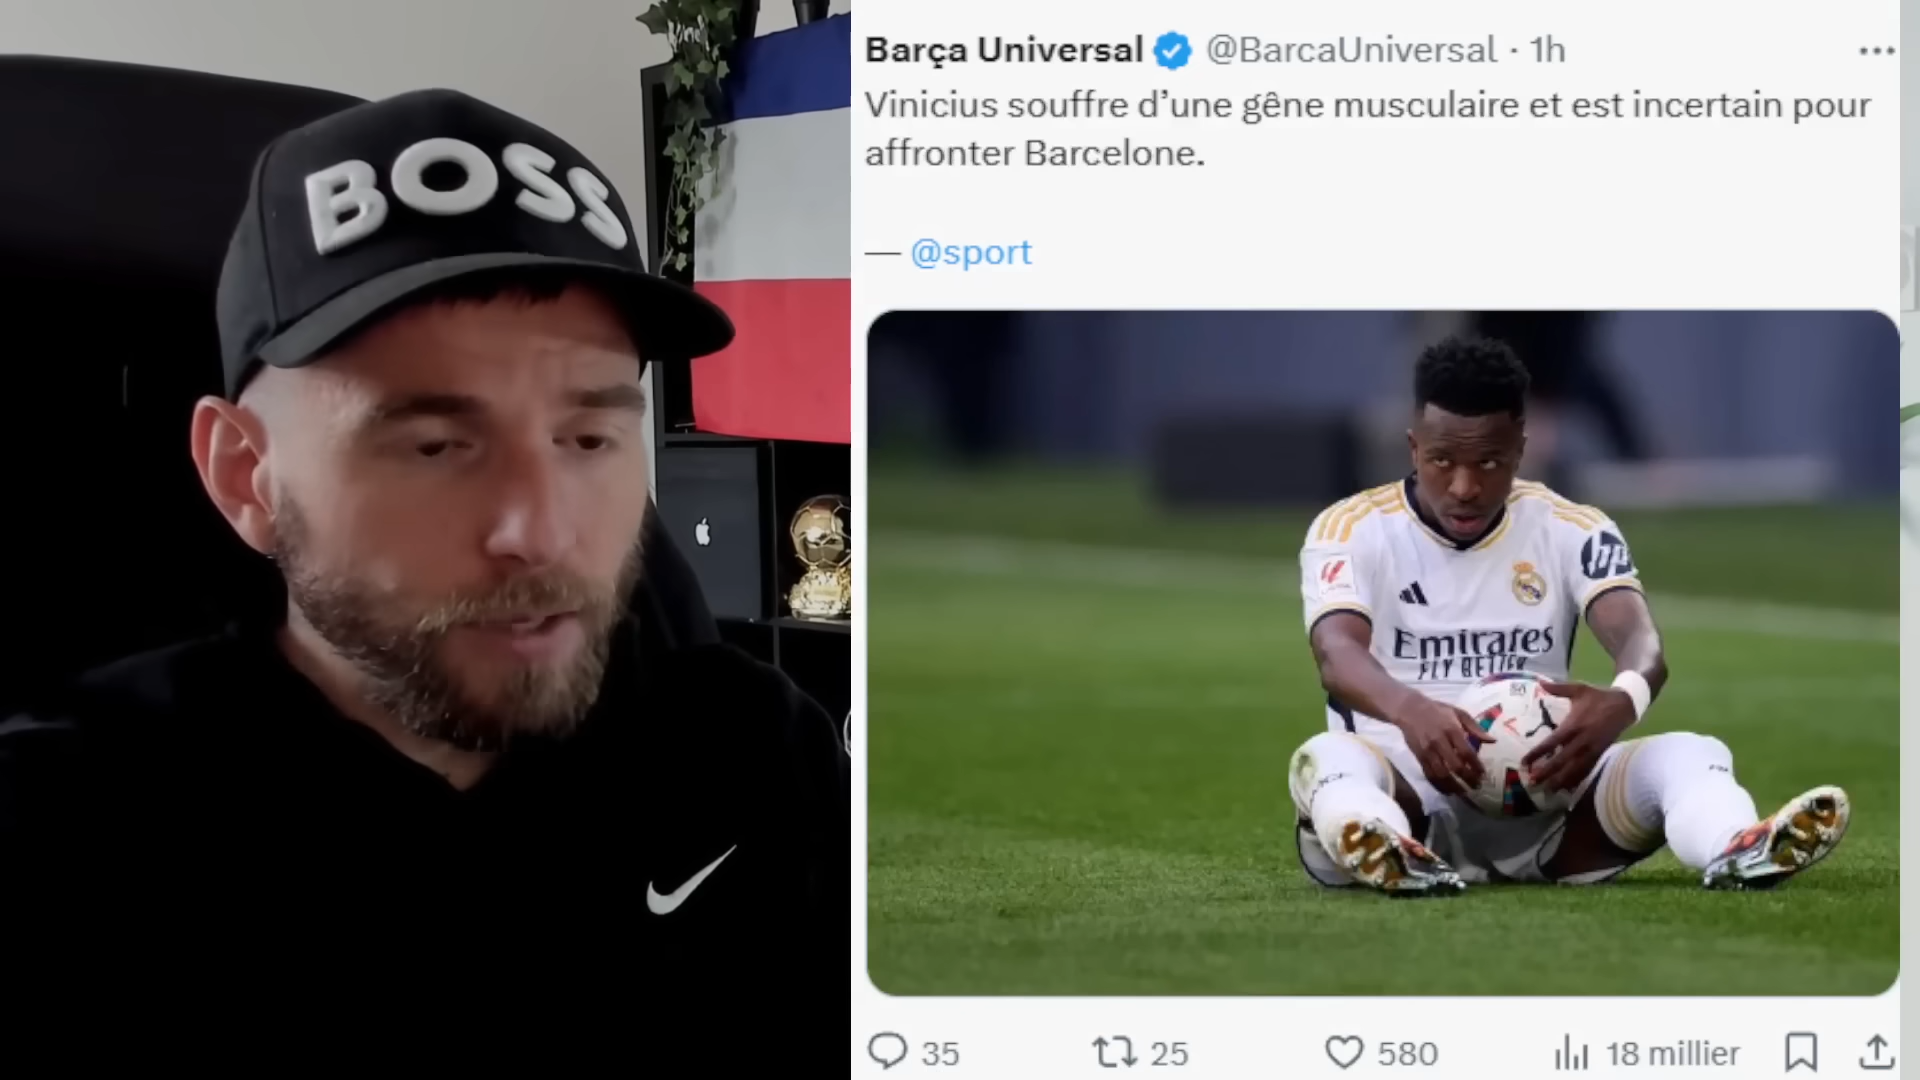 BOSS
Barça Universal @BarcaUniversal · 1h
Vinicius souffre d’une gêne musculaire et est incertain pour
affronter Barcelone.
— @sport
hp
Emirates
FLY BETTER
35 25 580 18 millier